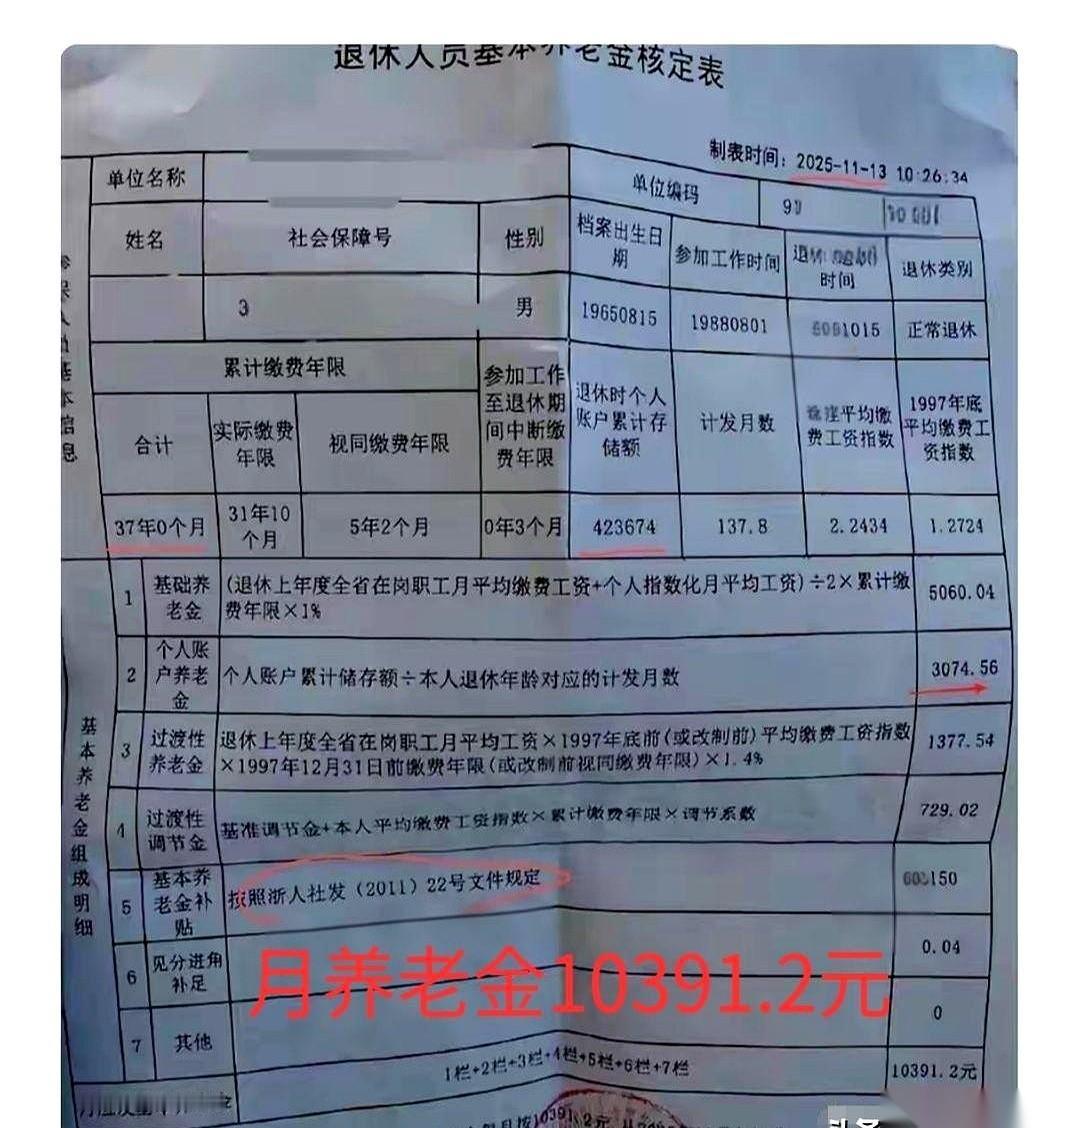 退休人员基本养老金核定表
制表时间: 2025-11-13 10:26:34
单位名称
单位编码
姓名
社会保障号
性别
档案出生日
期
参加工作时间
时间
退休类别
3
男
19650815
19880801
正常退休
累计缴费年限
参加工作
至退休期
间中断缴
费年限
退休时个人
账户累计存
储额
计发月数
平均缴
费工资指数
1997年底
平均缴费工
资指数
合计
实际缴费
年限
视同缴费年限
37年0个月
31年10
个月
5年2个月
0年3个月
423674
137.8
2.2434
1.2724
基本养老金组成明细
1
基础养
老金
(退休上年度全省在岗职工月平均缴费工资+个人指数化月平均工资)÷2×累计缴
费年限×1%
5060.04
2
个人账
户养老
金
个人账户累计储存额÷本人退休年龄对应的计发月数
3074.56
3
过渡性
养老金
退休上年度全省在岗职工月平均工资×1997年底前(或改制前)平均缴费工资指数
×1997年12月31日前缴费年限(或改制前视同缴费年限)×1.4%
1377.54
4
过渡性
调节金
基准调节金+本人平均缴费工资指数×累计缴费年限×调节系数
729.02
5
基本养
老金补
贴
按照浙人社发(2011)22号文件规定
150
6
见分进角
补足
0.04
月养老金10391.2元
7
其他
0
1栏+2栏+3栏+4栏+5栏+6栏+7栏
10391.2元
10391.2元
头条